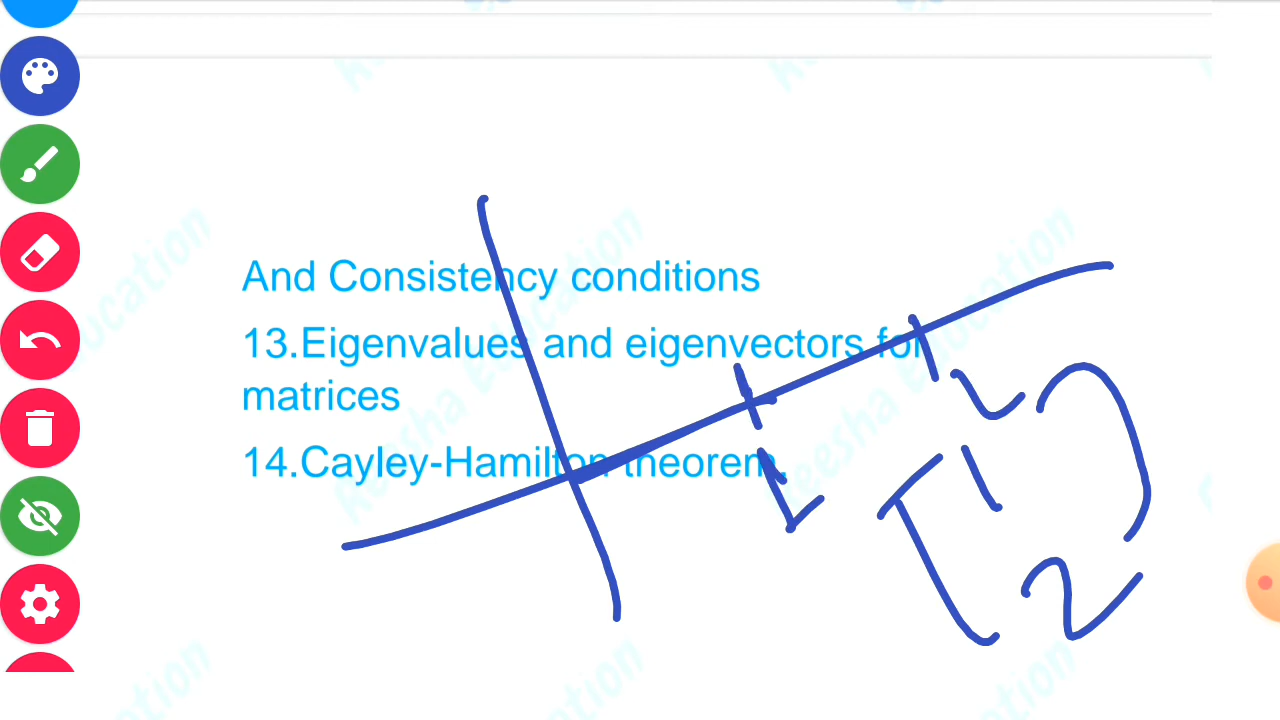 And Consistency conditions
13.Eigenvalues and eigenvectors for
matrices
14.Cayley-Hamilton theorem.